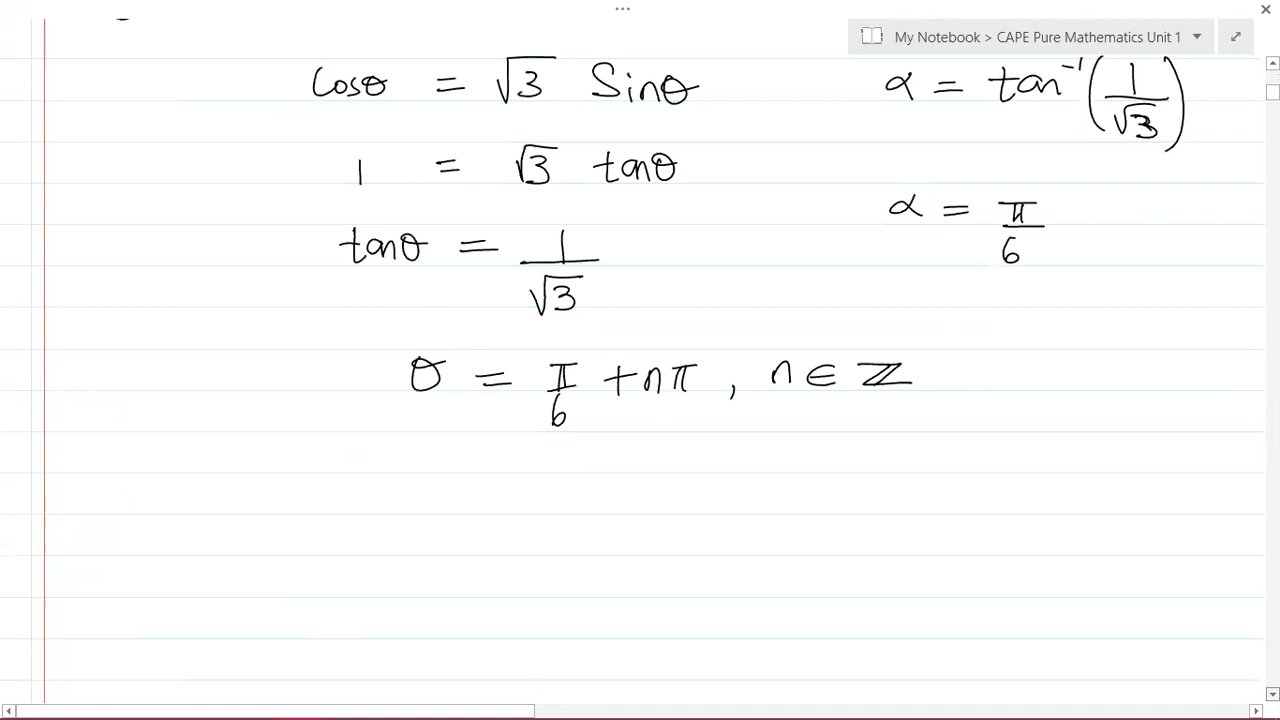 My Notebook > CAPE Pure Mathematics Unit 1
Cosθ = √3 Sinθ
α = tan⁻¹(1/√3)
1 = √3 tanθ
α = π/6
tanθ = 1/√3
θ = π/6 + nπ , n ∈ ℤ